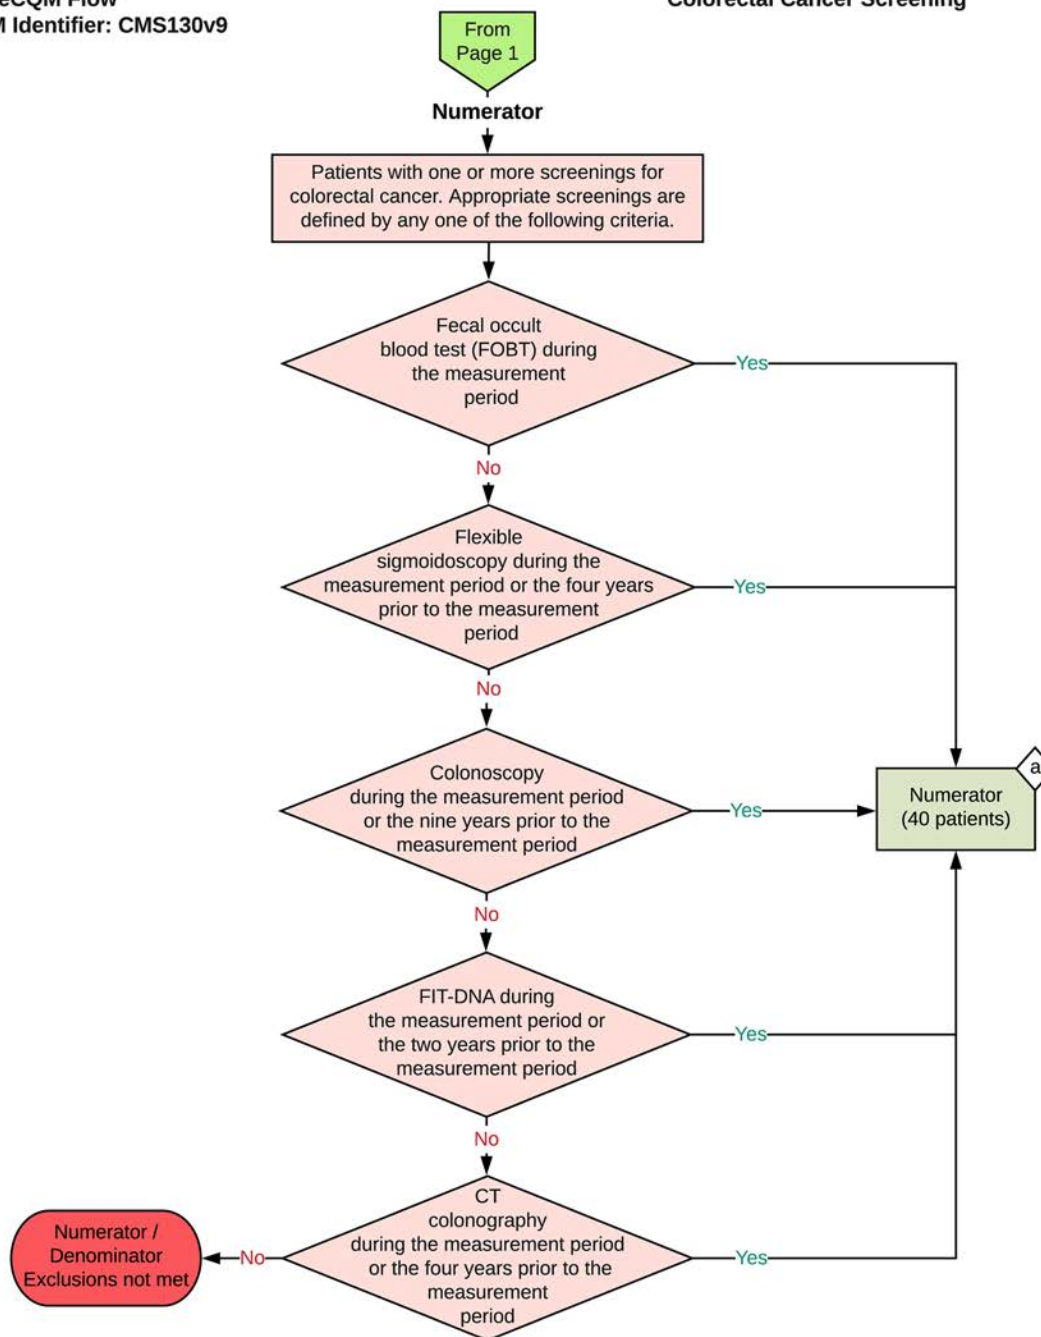 eCQM Flow
M Identifier: CMS130v9
Colorectal Cancer Screening
From
Page 1
Numerator
Patients with one or more screenings for
colorectal cancer. Appropriate screenings are
defined by any one of the following criteria.
Fecal occult
blood test (FOBT) during
the measurement
period
Yes
No
Flexible
sigmoidoscopy during the
measurement period or the four years
prior to the measurement
period
Yes
No
Colonoscopy
during the measurement period
or the nine years prior to the
measurement period
Yes
a
Numerator
(40 patients)
No
FIT-DNA during
the measurement period or
the two years prior to the
measurement period
Yes
No
CT
colonography
during the measurement period
or the four years prior to the
measurement
period
Yes
No
Numerator /
Denominator
Exclusions not met